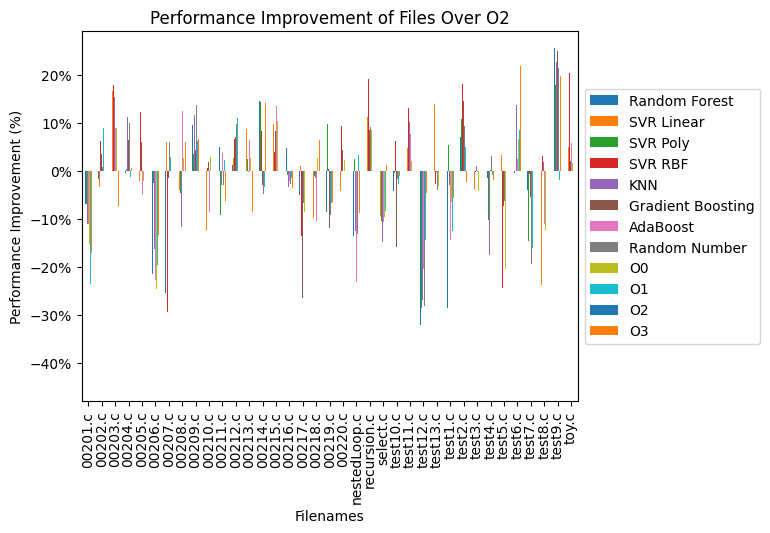 Performance Improvement of Files Over O2
Performance Improvement (%)
20%
10%
0%
−10%
−20%
−30%
−40%
00201.c
00202.c
00203.c
00204.c
00205.c
00206.c
00207.c
00208.c
00209.c
00210.c
00211.c
00212.c
00213.c
00214.c
00215.c
00216.c
00217.c
00218.c
00219.c
00220.c
nestedLoop.c
recursion.c
select.c
test10.c
test11.c
test12.c
test13.c
test1.c
test2.c
test3.c
test4.c
test5.c
test6.c
test7.c
test8.c
test9.c
toy.c
Filenames
Random Forest
SVR Linear
SVR Poly
SVR RBF
KNN
Gradient Boosting
AdaBoost
Random Number
O0
O1
O2
O3